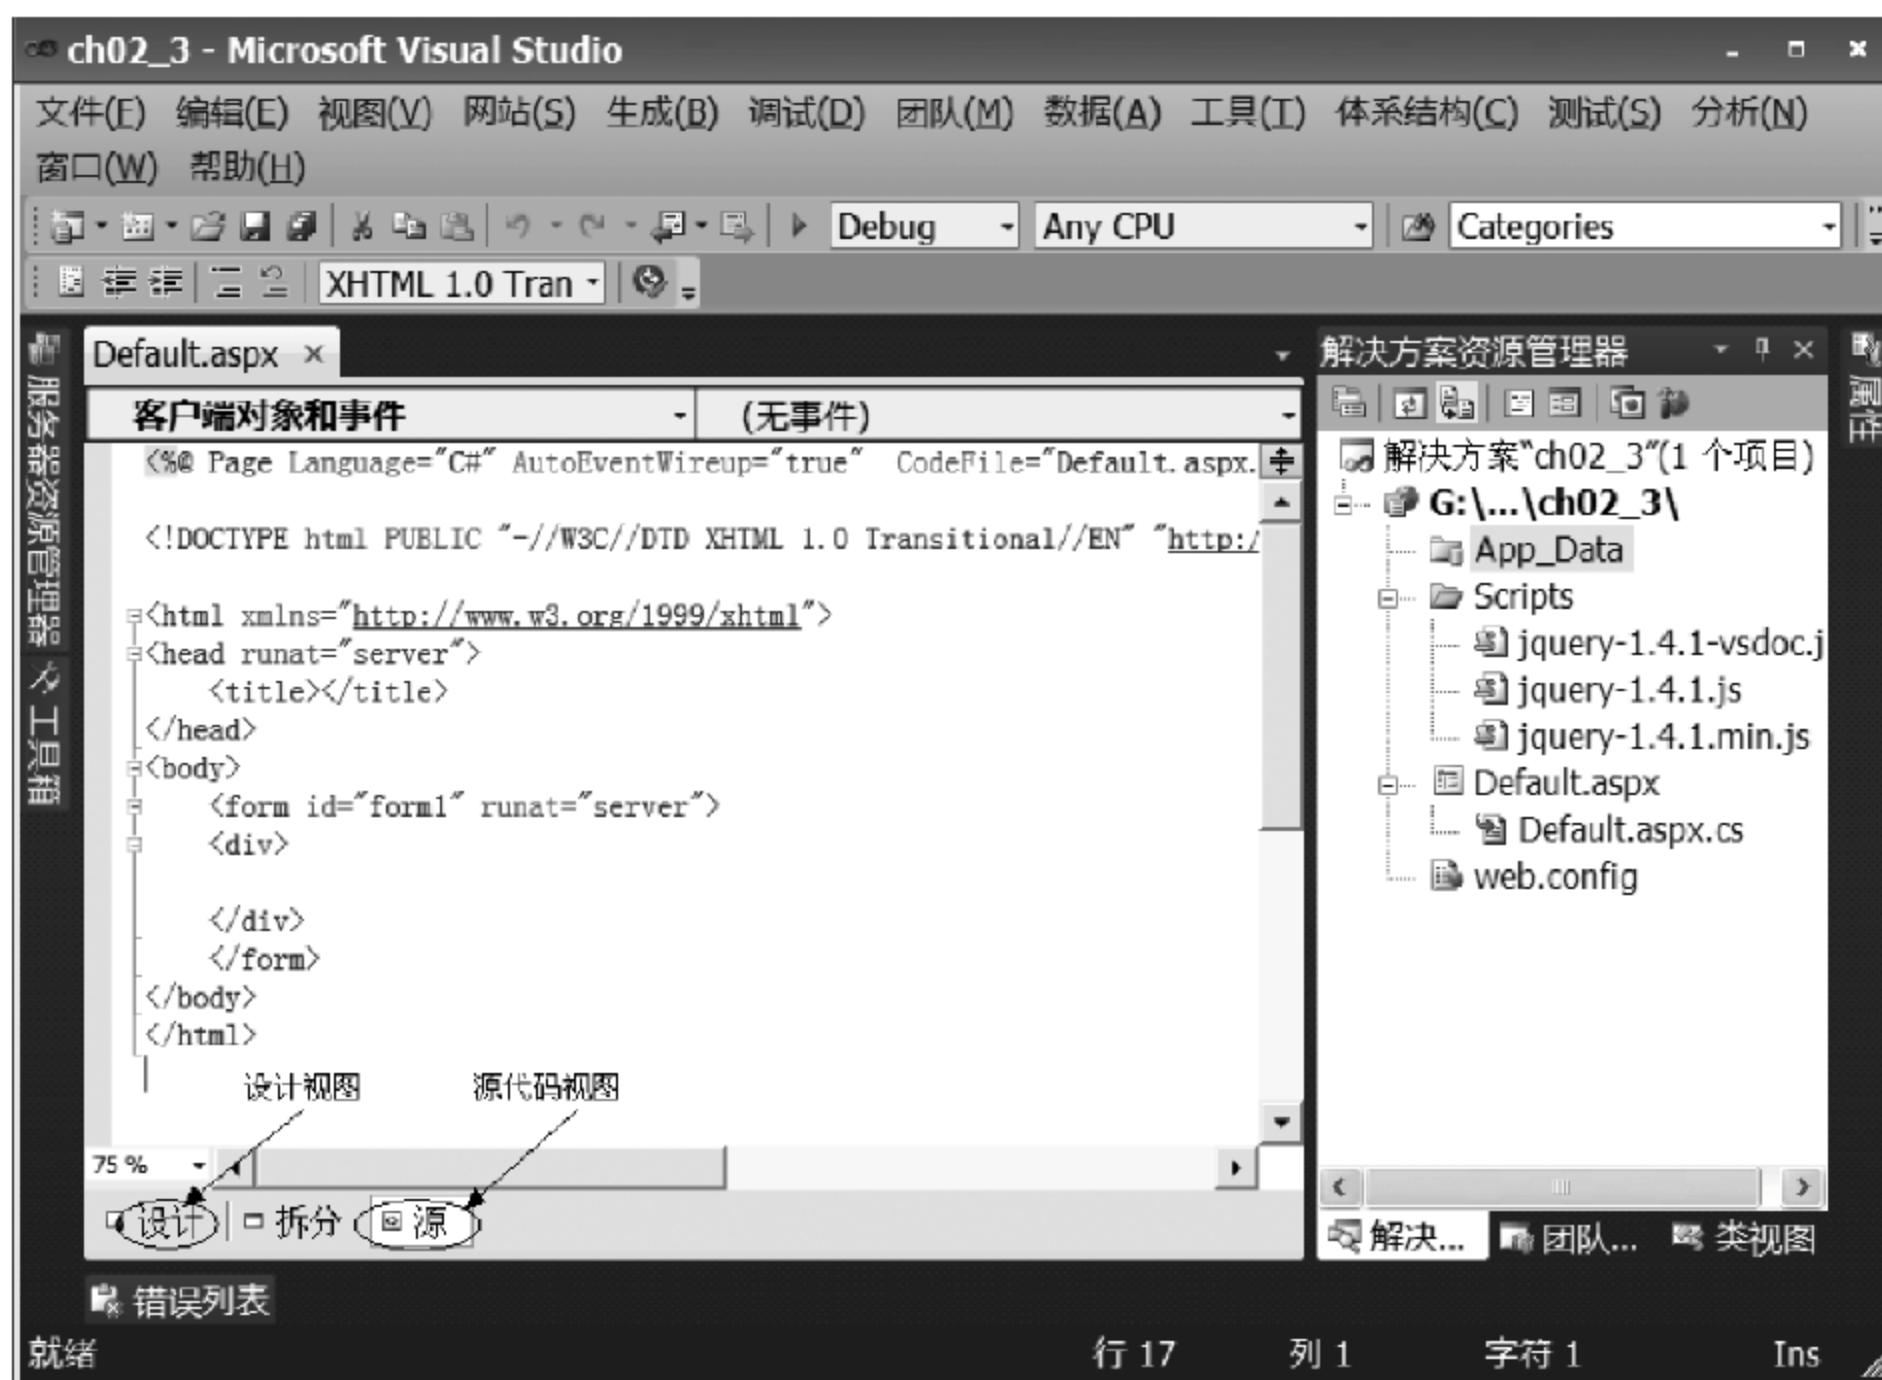 ch02_3 - Microsoft Visual Studio
文件(F) 编辑(E) 视图(V) 网站(S) 生成(B) 调试(D) 团队(M) 数据(A) 工具(T) 体系结构(C) 测试(S) 分析(N)
窗口(W) 帮助(H)
Debug Any CPU Categories
XHTML 1.0 Tran
服务器资源管理器
工具箱
Default.aspx
客户端对象和事件 (无事件)
<%@ Page Language="C#" AutoEventWireup="true" CodeFile="Default.aspx.
<!DOCTYPE html PUBLIC "-//W3C//DTD XHTML 1.0 Transitional//EN" "http:/
<html xmlns="http://www.w3.org/1999/xhtml">
<head runat="server">
<title></title>
</head>
<body>
<form id="form1" runat="server">
<div>
</div>
</form>
</body>
</html>
设计视图 源代码视图
75 %
设计 拆分 源
解决方案资源管理器
解决方案"ch02_3"(1 个项目)
G:\...\ch02_3\
App_Data
Scripts
jquery-1.4.1-vsdoc.j
jquery-1.4.1.js
jquery-1.4.1.min.js
Default.aspx
Default.aspx.cs
web.config
解决... 团队... 类视图
属性
错误列表
就绪 行 17 列 1 字符 1 Ins